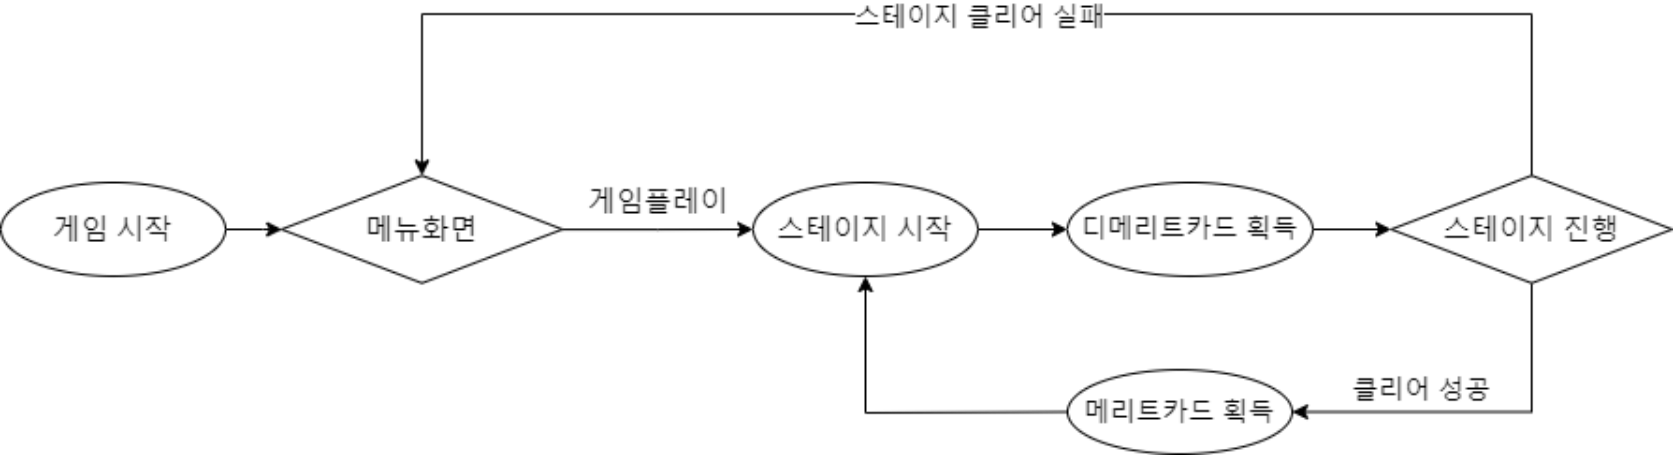 스테이지 클리어 실패
게임 시작
메뉴화면
게임플레이
스테이지 시작
디메리트카드 획득
스테이지 진행
클리어 성공
메리트카드 획득